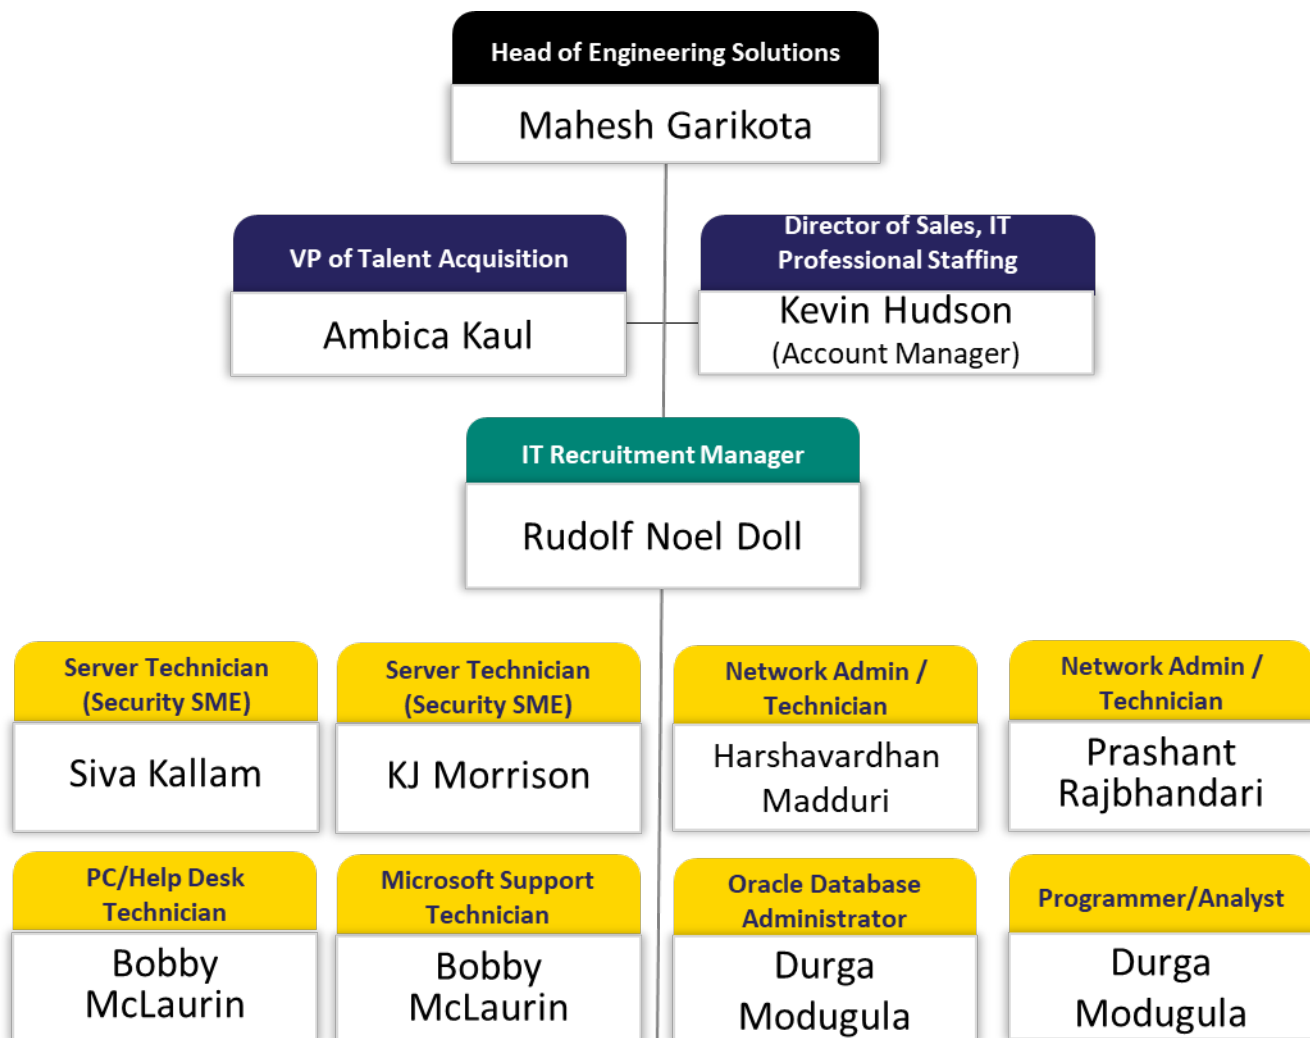 Head of Engineering Solutions
Mahesh Garikota
VP of Talent Acquisition
Ambica Kaul
Director of Sales, IT
Professional Staffing
Kevin Hudson
(Account Manager)
IT Recruitment Manager
Rudolf Noel Doll
Server Technician
(Security SME)
Siva Kallam
Server Technician
(Security SME)
KJ Morrison
Network Admin /
Technician
Harshavardhan
Madduri
Network Admin /
Technician
Prashant
Rajbhandari
PC/Help Desk
Technician
Bobby
McLaurin
Microsoft Support
Technician
Bobby
McLaurin
Oracle Database
Administrator
Durga
Modugula
Programmer/Analyst
Durga
Modugula